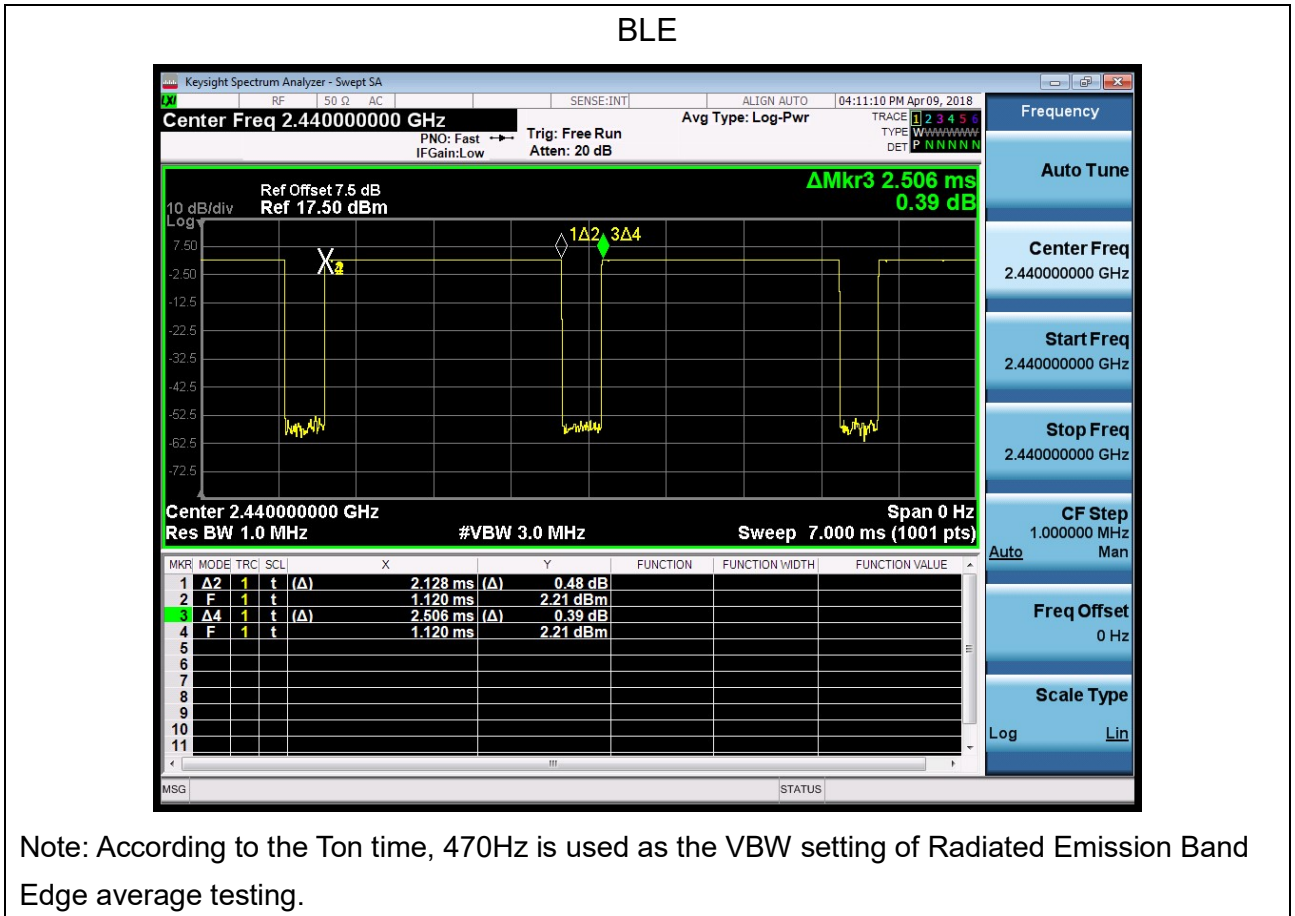 BLE
Keysight Spectrum Analyzer - Swept SA
LXI RF 50 Ω AC SENSE:INT ALIGN AUTO 04:11:10 PM Apr 09, 2018
Center Freq 2.440000000 GHz
PNO: Fast
IFGain:Low
Trig: Free Run
Atten: 20 dB
Avg Type: Log-Pwr
TRACE 1 2 3 4 5 6
TYPE WWWWWWW
DET P N N N N N
ΔMkr3 2.506 ms
0.39 dB
Ref Offset 7.5 dB
10 dB/div Ref 17.50 dBm
Log
7.50
-2.50
-12.5
-22.5
-32.5
-42.5
-52.5
-62.5
-72.5
1Δ2 3Δ4
Center 2.440000000 GHz Span 0 Hz
Res BW 1.0 MHz #VBW 3.0 MHz Sweep 7.000 ms (1001 pts)
MKR MODE TRC SCL X Y FUNCTION FUNCTION WIDTH FUNCTION VALUE
1 Δ2 1 t (Δ) 2.128 ms (Δ) 0.48 dB
2 F 1 t 1.120 ms 2.21 dBm
3 Δ4 1 t (Δ) 2.506 ms (Δ) 0.39 dB
4 F 1 t 1.120 ms 2.21 dBm
5
6
7
8
9
10
11
MSG STATUS
Frequency
Auto Tune
Center Freq
2.440000000 GHz
Start Freq
2.440000000 GHz
Stop Freq
2.440000000 GHz
CF Step
1.000000 MHz
Auto Man
Freq Offset
0 Hz
Scale Type
Log Lin
Note: According to the Ton time, 470Hz is used as the VBW setting of Radiated Emission Band
Edge average testing.